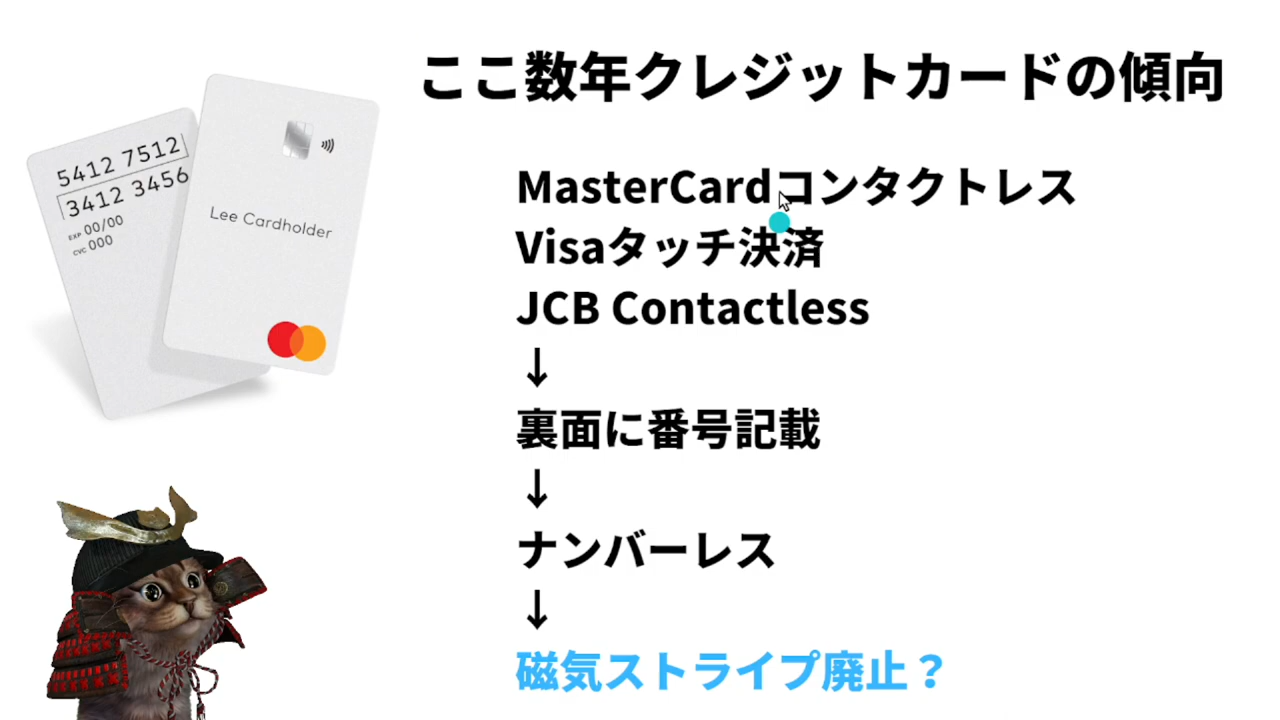 ここ数年クレジットカードの傾向
5412 7512
3412 3456
EXP 00/00
CVC 000
Lee Cardholder
MasterCardコンタクトレス
Visaタッチ決済
JCB Contactless
↓
裏面に番号記載
↓
ナンバーレス
↓
磁気ストライプ廃止？